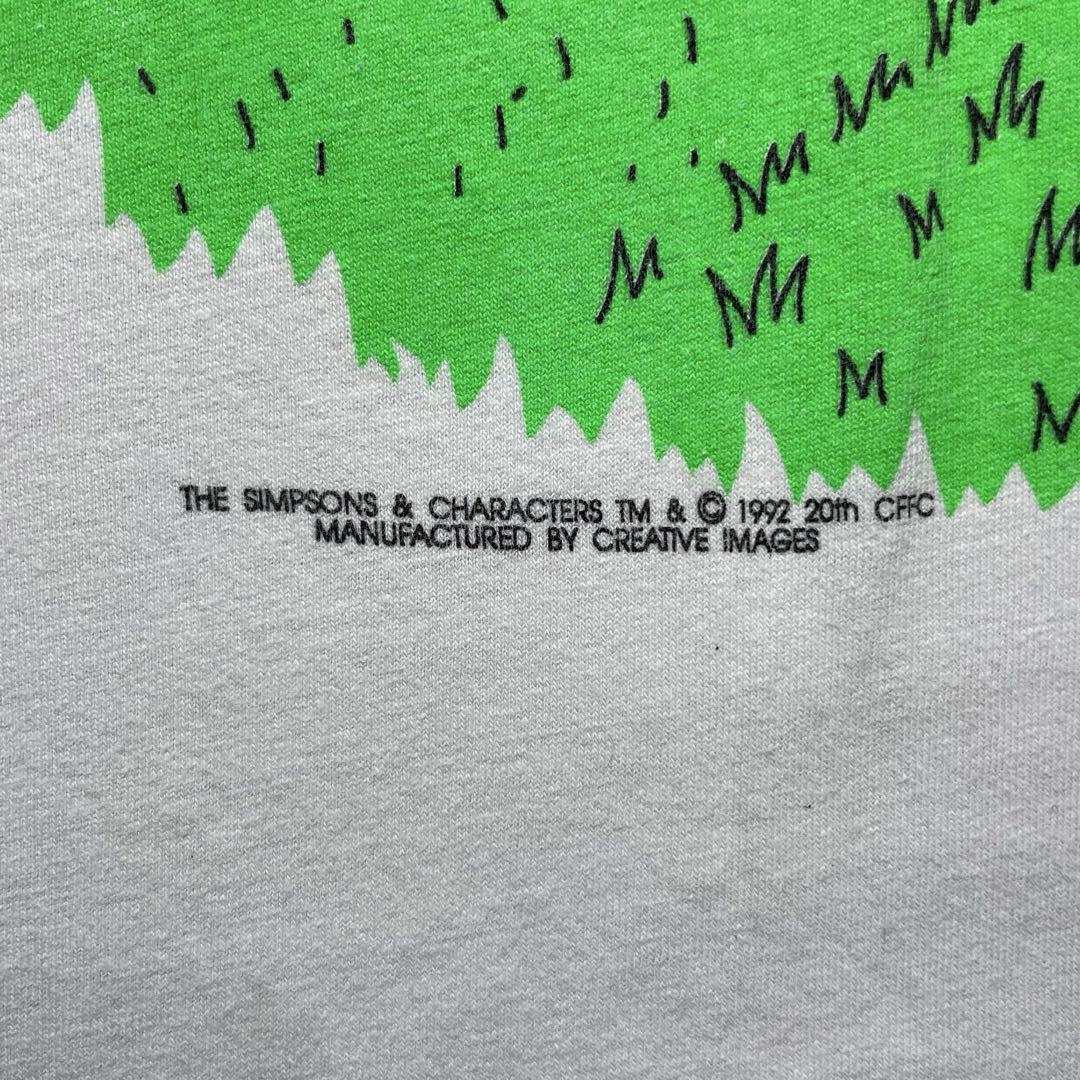 THE SIMPSONS & CHARACTERS TM & © 1992 20th CFFC
MANUFACTURED BY CREATIVE IMAGES